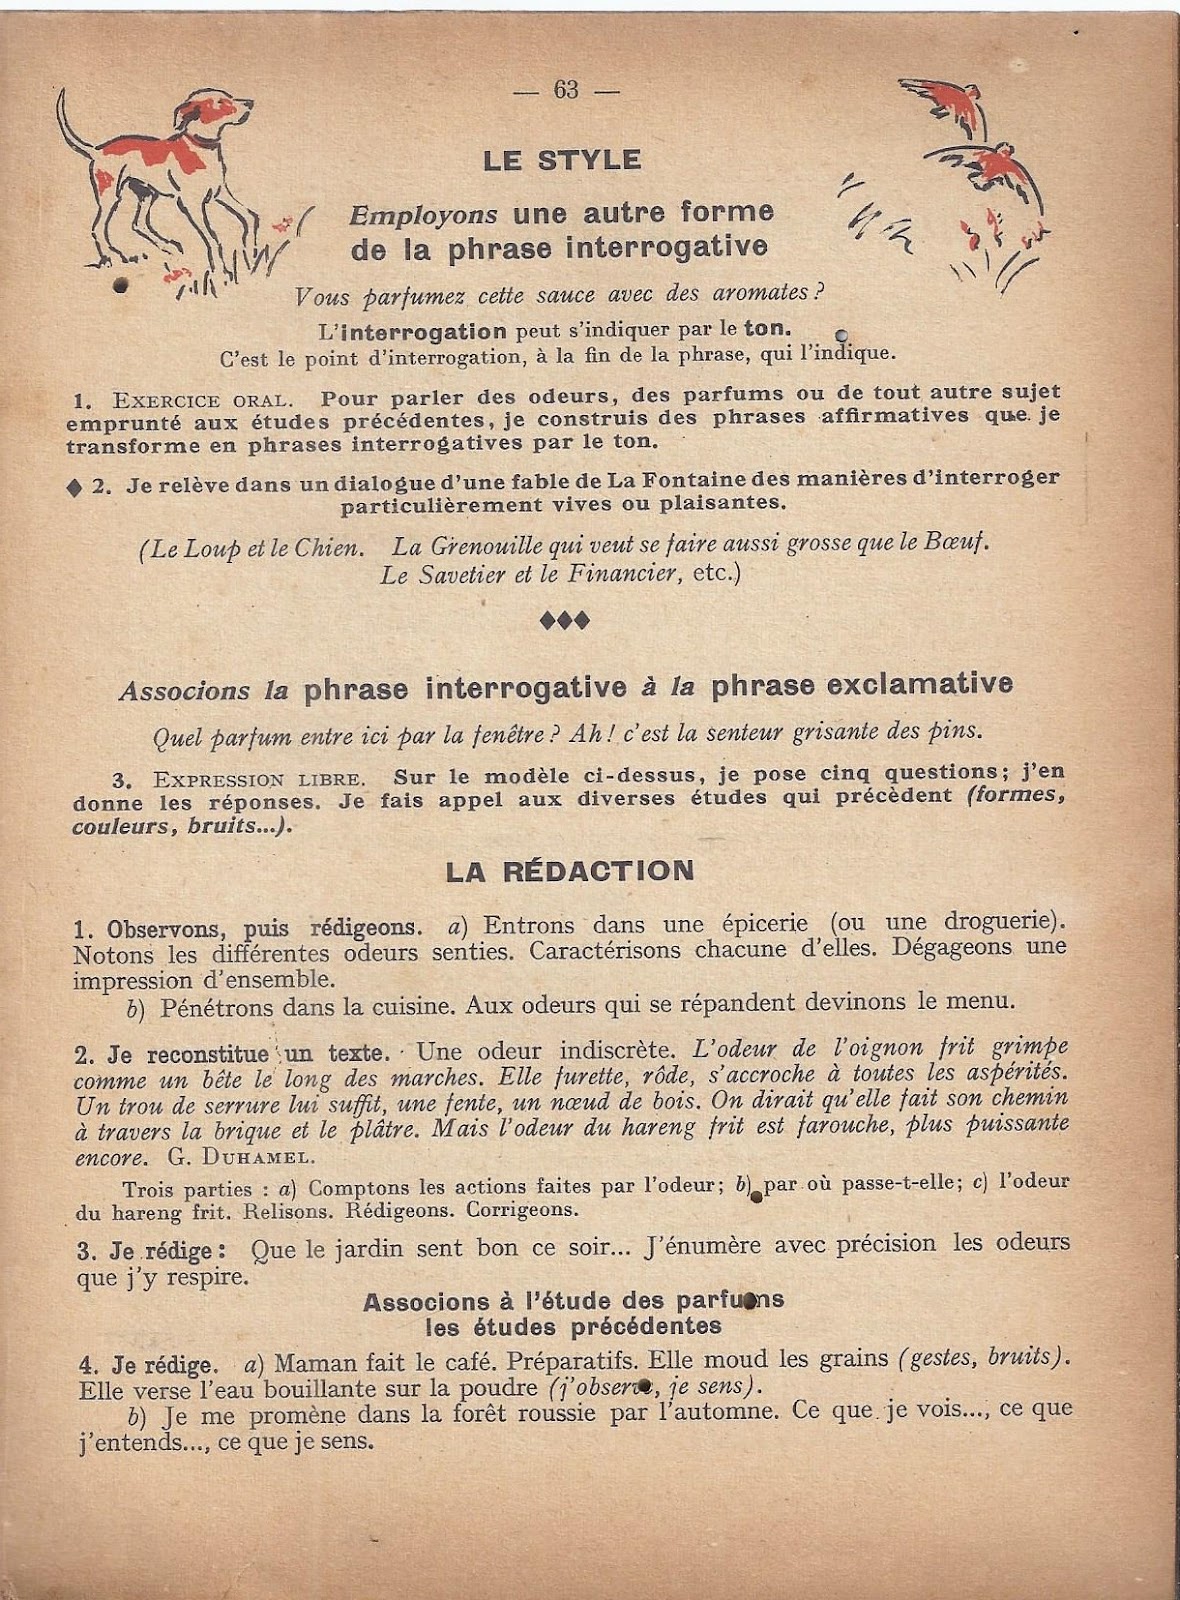 — 63 —
LE STYLE
Employons une autre forme
de la phrase interrogative
Vous parfumez cette sauce avec des aromates ?
L'interrogation peut s'indiquer par le ton.
C'est le point d'interrogation, à la fin de la phrase, qui l'indique.
1. EXERCICE ORAL. Pour parler des odeurs, des parfums ou de tout autre sujet
emprunté aux études précédentes, je construis des phrases affirmatives que je
transforme en phrases interrogatives par le ton.
♦ 2. Je relève dans un dialogue d'une fable de La Fontaine des manières d'interroger
particulièrement vives ou plaisantes.
(Le Loup et le Chien. La Grenouille qui veut se faire aussi grosse que le Bœuf.
Le Savetier et le Financier, etc.)
♦♦♦
Associons la phrase interrogative à la phrase exclamative
Quel parfum entre ici par la fenêtre ? Ah ! c'est la senteur grisante des pins.
3. EXPRESSION LIBRE. Sur le modèle ci-dessus, je pose cinq questions ; j'en
donne les réponses. Je fais appel aux diverses études qui précèdent (formes,
couleurs, bruits...).
LA RÉDACTION
1. Observons, puis rédigeons. a) Entrons dans une épicerie (ou une droguerie).
Notons les différentes odeurs senties. Caractérisons chacune d'elles. Dégageons une
impression d'ensemble.
b) Pénétrons dans la cuisine. Aux odeurs qui se répandent devinons le menu.
2. Je reconstitue un texte. Une odeur indiscrète. L'odeur de l'oignon frit grimpe
comme un bête le long des marches. Elle furette, rôde, s'accroche à toutes les aspérités.
Un trou de serrure lui suffit, une fente, un nœud de bois. On dirait qu'elle fait son chemin
à travers la brique et le plâtre. Mais l'odeur du hareng frit est farouche, plus puissante
encore. G. DUHAMEL.
Trois parties : a) Comptons les actions faites par l'odeur ; b) par où passe-t-elle ; c) l'odeur
du hareng frit. Relisons. Rédigeons. Corrigeons.
3. Je rédige : Que le jardin sent bon ce soir... J'énumère avec précision les odeurs
que j'y respire.
Associons à l'étude des parfums
les études précédentes
4. Je rédige. a) Maman fait le café. Préparatifs. Elle moud les grains (gestes, bruits).
Elle verse l'eau bouillante sur la poudre (j'observe, je sens).
b) Je me promène dans la forêt roussie par l'automne. Ce que je vois..., ce que
j'entends..., ce que je sens.